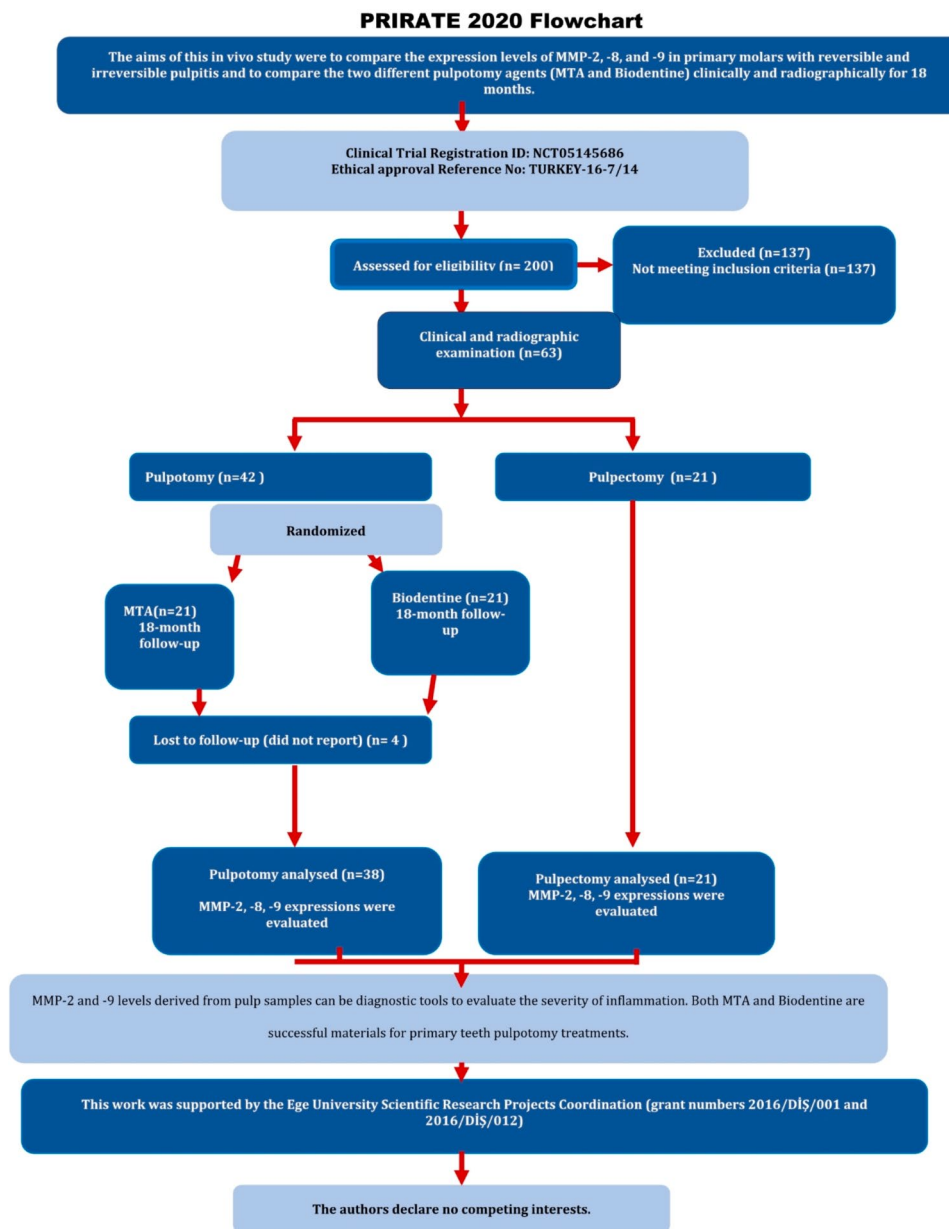 PRIRATE 2020 Flowchart
The aims of this in vivo study were to compare the expression levels of MMP-2, -8, and -9 in primary molars with reversible and
irreversible pulpitis and to compare the two different pulpotomy agents (MTA and Biodentine) clinically and radiographically for 18
months.
Clinical Trial Registration ID: NCT05145686
Ethical approval Reference No: TURKEY-16-7/14
Assessed for eligibility (n= 200)
Excluded (n=137)
Not meeting inclusion criteria (n=137)
Clinical and radiographic
examination (n=63)
Pulpotomy (n=42 )
Pulpectomy (n=21 )
Randomized
MTA(n=21)
18-month
follow-up
Biodentine (n=21)
18-month follow-
up
Lost to follow-up (did not report) (n= 4 )
Pulpotomy analysed (n=38)
MMP-2, -8, -9 expressions were
evaluated
Pulpectomy analysed (n=21)
MMP-2, -8, -9 expressions were
evaluated
MMP-2 and -9 levels derived from pulp samples can be diagnostic tools to evaluate the severity of inflammation. Both MTA and Biodentine are
successful materials for primary teeth pulpotomy treatments.
This work was supported by the Ege University Scientific Research Projects Coordination (grant numbers 2016/DİŞ/001 and
2016/DİŞ/012)
The authors declare no competing interests.